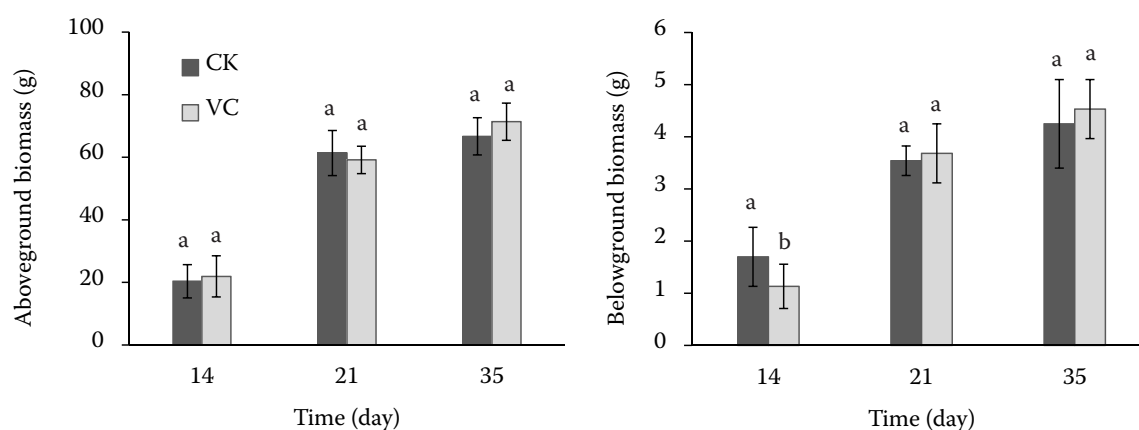 Aboveground biomass (g)
100
80
60
40
20
0
CK
VC
a a
a a
a a
14 21 35
Time (day)
Belowground biomass (g)
6
5
4
3
2
1
0
a b
a a
a a
14 21 35
Time (day)